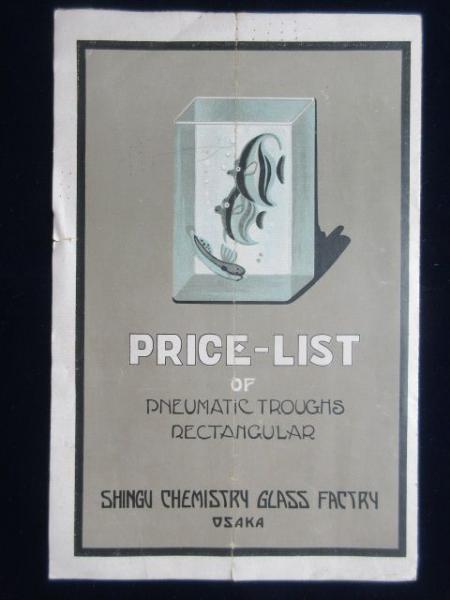 PRICE-LIST
OF
PNEUMATIC TROUGHS
RECTANGULAR
SHINGU CHEMISTRY GLASS FACTRY
OSAKA